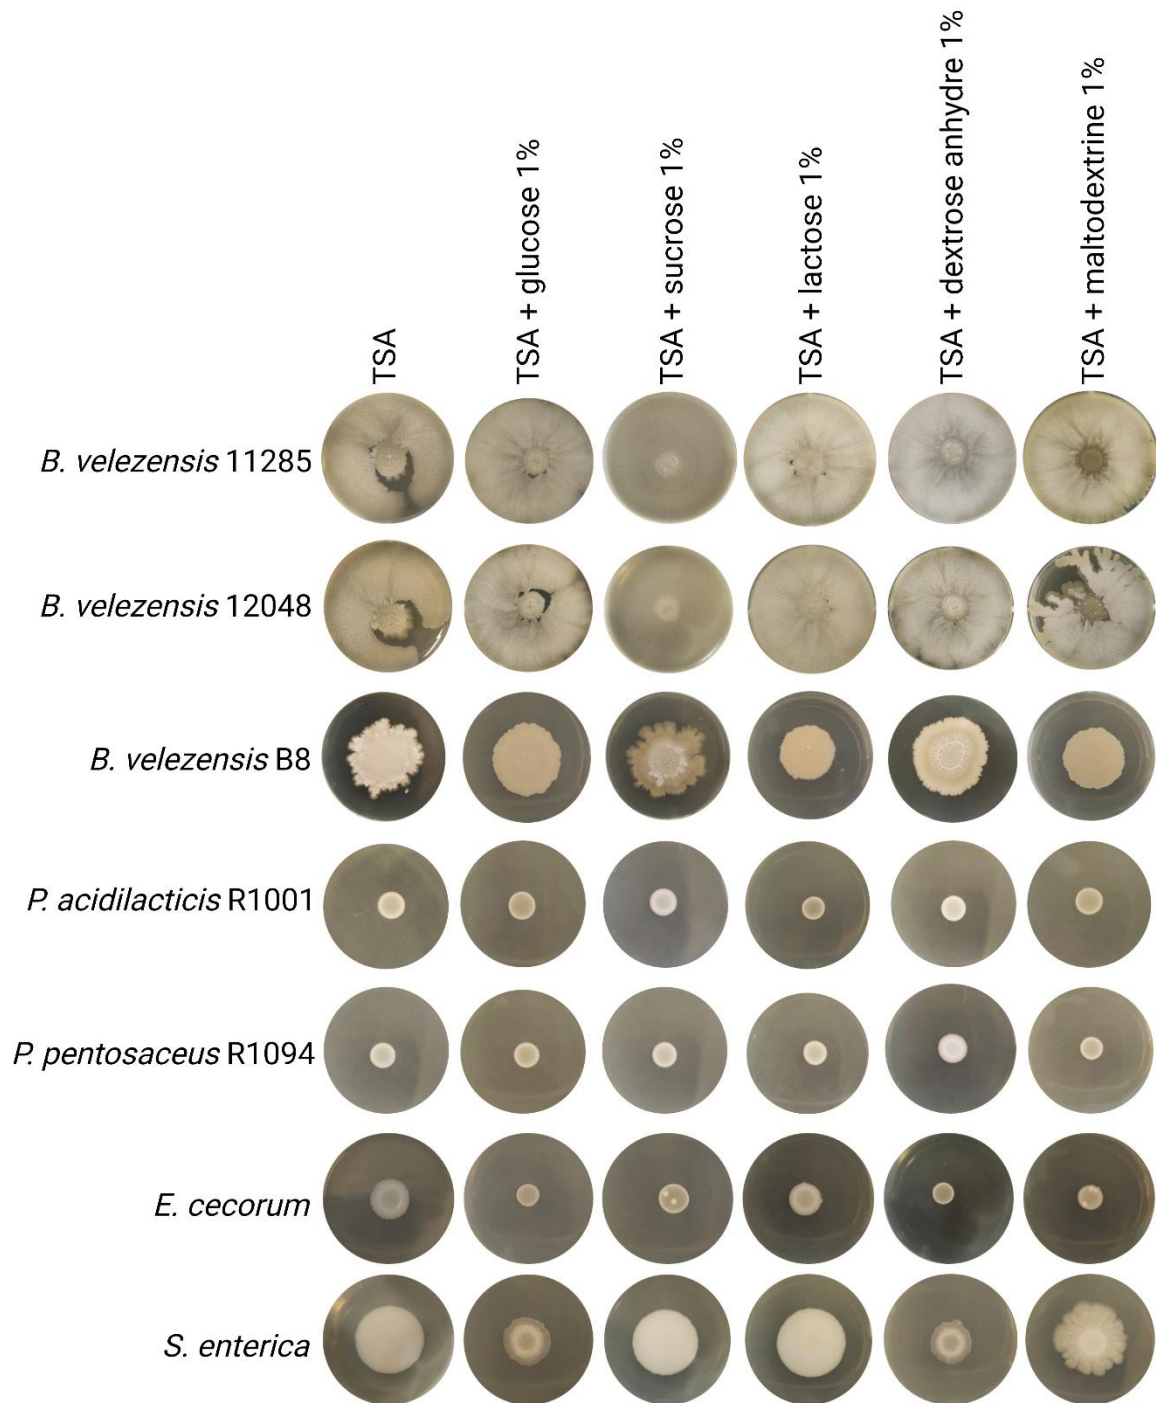 TSA
TSA + glucose 1%
TSA + sucrose 1%
TSA + lactose 1%
TSA + dextrose anhydre 1%
TSA + maltodextrine 1%
B. velezensis 11285
B. velezensis 12048
B. velezensis B8
P. acidilacticis R1001
P. pentosaceus R1094
E. cecorum
S. enterica